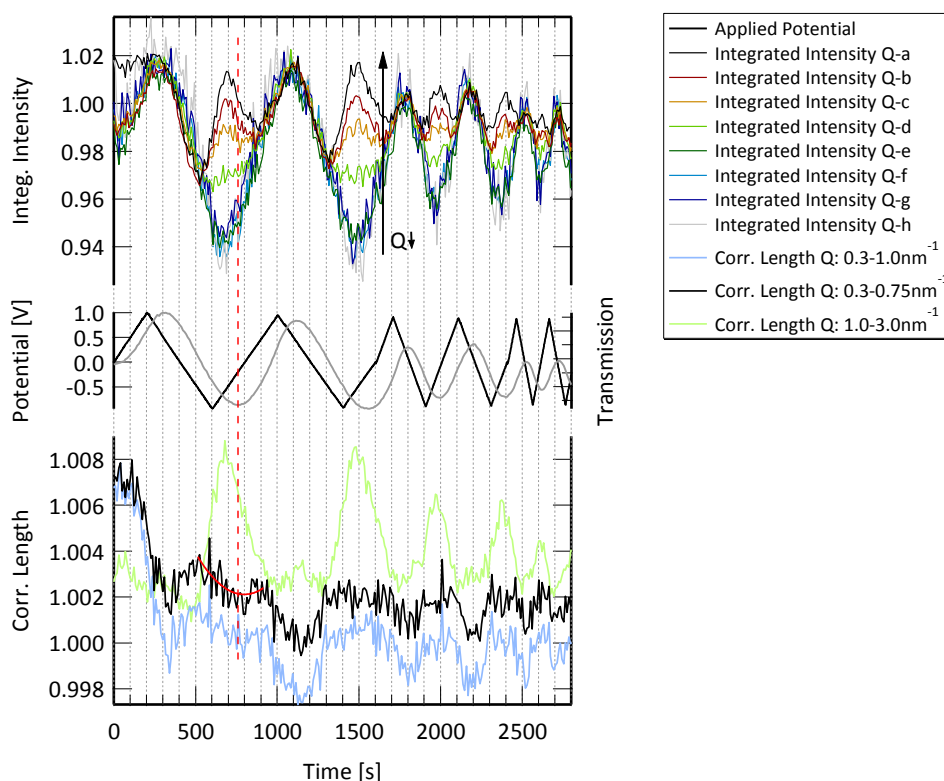 1.02
1.00
0.98
0.96
0.94
Integ. Intensity
Q↓
1.0
0.5
0.0
-0.5
Potential [V]
Transmission
1.008
1.006
1.004
1.002
1.000
0.998
Corr. Length
0 500 1000 1500 2000 2500
Time [s]
Applied Potential
Integrated Intensity Q-a
Integrated Intensity Q-b
Integrated Intensity Q-c
Integrated Intensity Q-d
Integrated Intensity Q-e
Integrated Intensity Q-f
Integrated Intensity Q-g
Integrated Intensity Q-h
Corr. Length Q: 0.3-1.0nm⁻¹
Corr. Length Q: 0.3-0.75nm⁻¹
Corr. Length Q: 1.0-3.0nm⁻¹